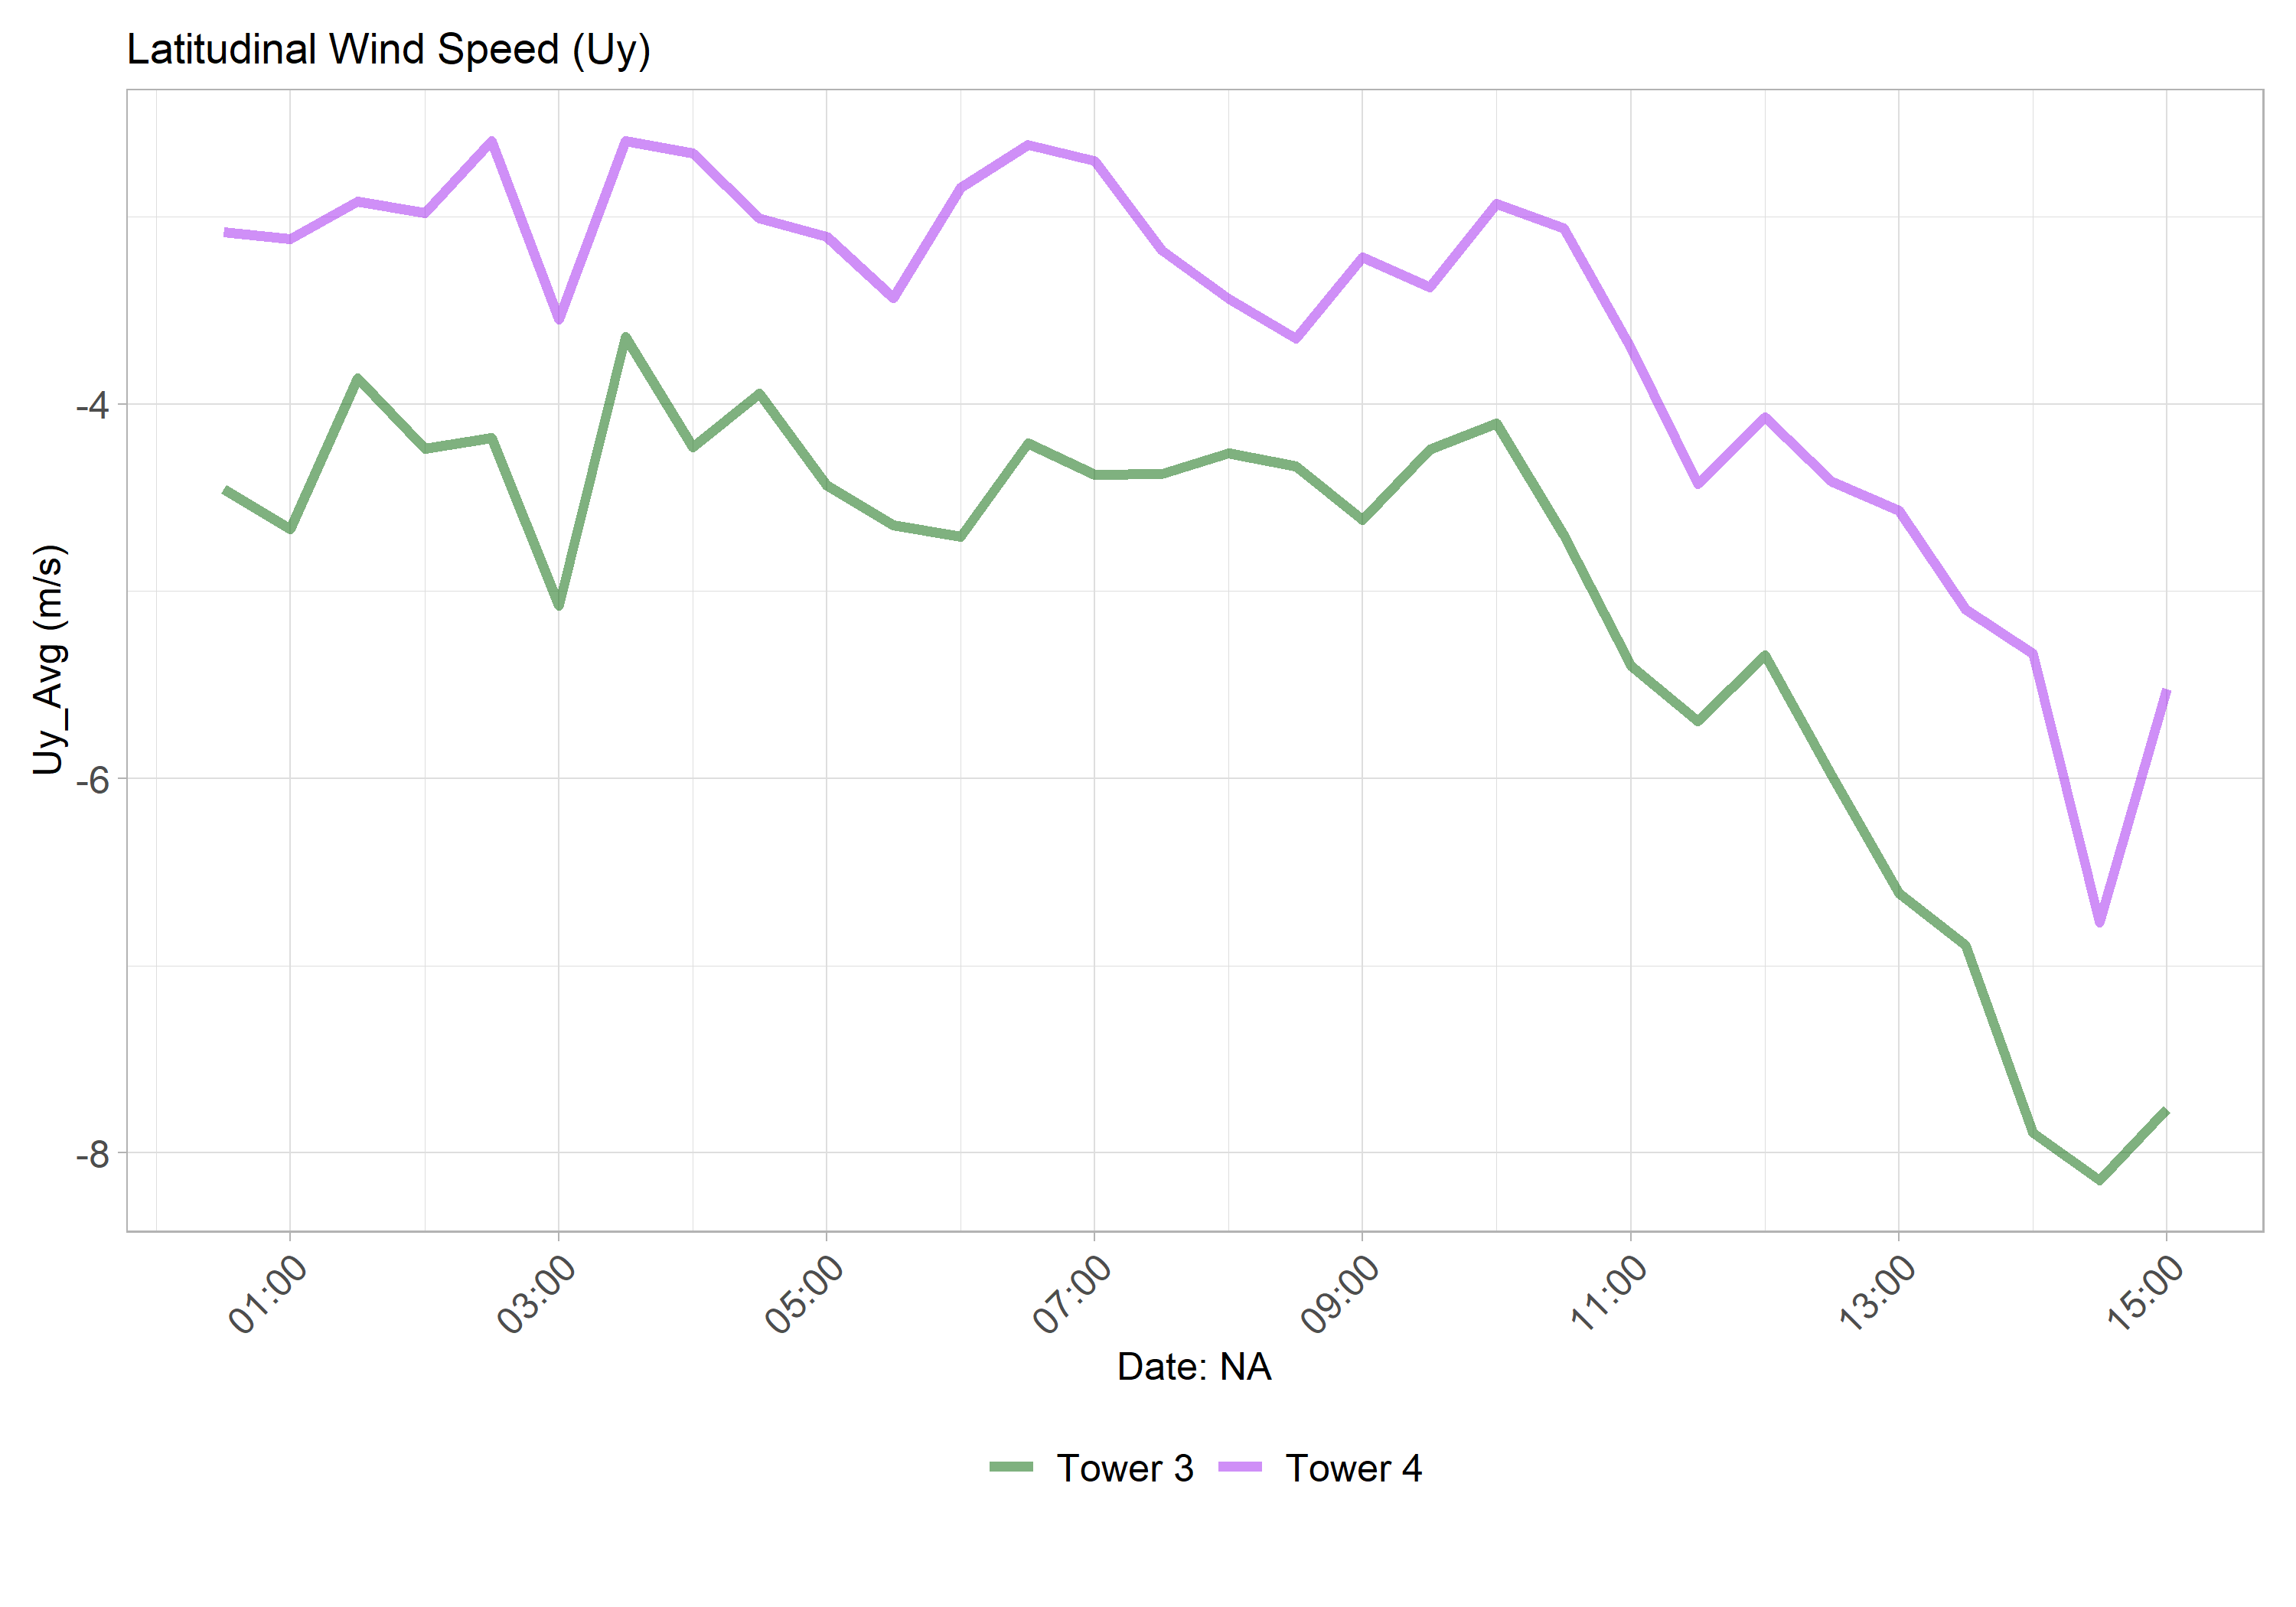 Latitudinal Wind Speed (Uy)
Uy_Avg (m/s)
-4
-6
-8
01:00 03:00 05:00 07:00 09:00 11:00 13:00 15:00
Date: NA
Tower 3 Tower 4